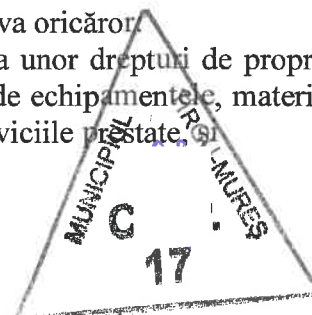 va oricăror
a unor drepturi de propr
de echipamentele, materi
viciile prestate, și
MUNICIPIUL
MUREȘ
C
17